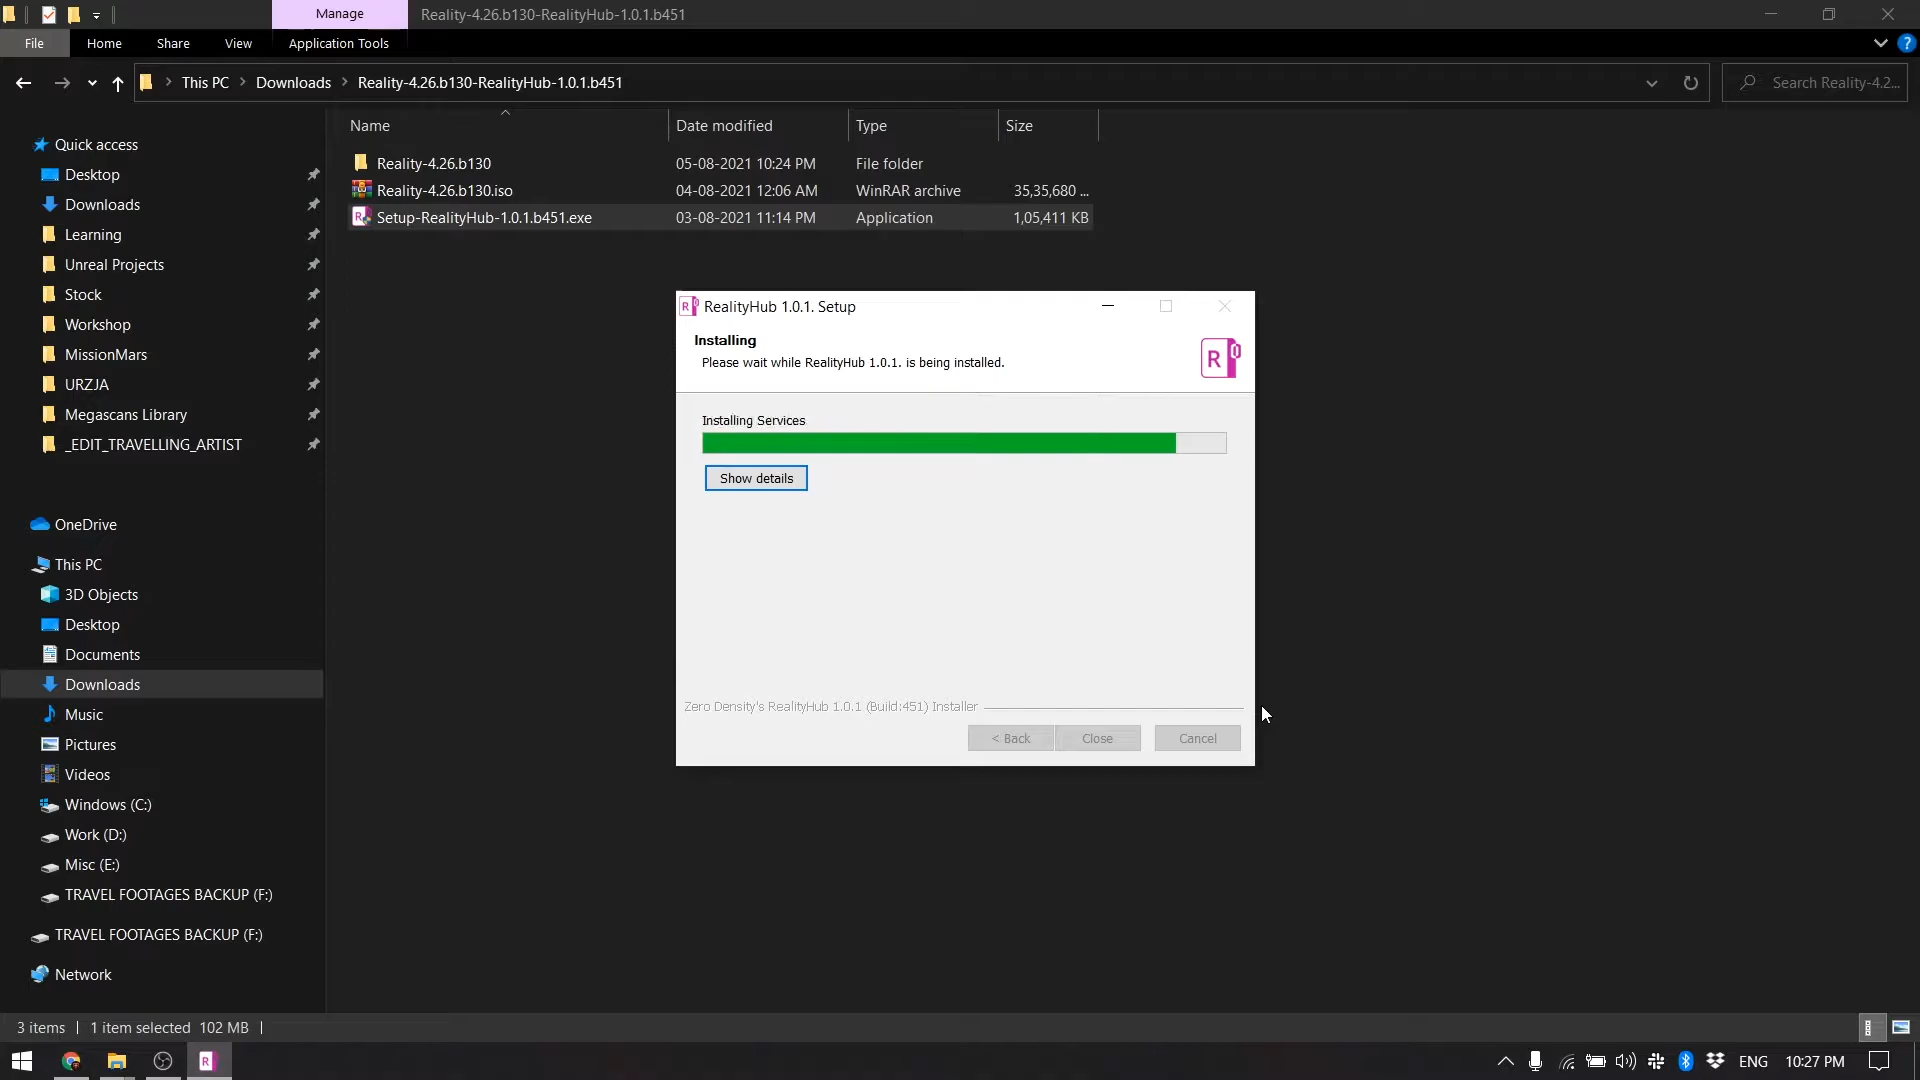 Manage
Reality-4.26.b130-RealityHub-1.0.1.b451
File
Home
Share
View
Application Tools
This PC
Downloads
Reality-4.26.b130-RealityHub-1.0.1.b451
Search Reality-4.2...
Name
Date modified
Type
Size
Reality-4.26.b130
05-08-2021 10:24 PM
File folder
Reality-4.26.b130.iso
04-08-2021 12:06 AM
WinRAR archive
35,35,680 ...
Setup-RealityHub-1.0.1.b451.exe
03-08-2021 11:14 PM
Application
1,05,411 KB
Quick access
Desktop
Downloads
Learning
Unreal Projects
Stock
Workshop
MissionMars
URZJA
Megascans Library
_EDIT_TRAVELLING_ARTIST
OneDrive
This PC
3D Objects
Desktop
Documents
Downloads
Music
Pictures
Videos
Windows (C:)
Work (D:)
Misc (E:)
TRAVEL FOOTAGES BACKUP (F:)
TRAVEL FOOTAGES BACKUP (F:)
Network
RealityHub 1.0.1. Setup
Installing
Please wait while RealityHub 1.0.1. is being installed.
Installing Services
Show details
Zero Density's RealityHub 1.0.1 (Build:451) Installer
< Back
Close
Cancel
3 items
1 item selected 102 MB
ENG
10:27 PM